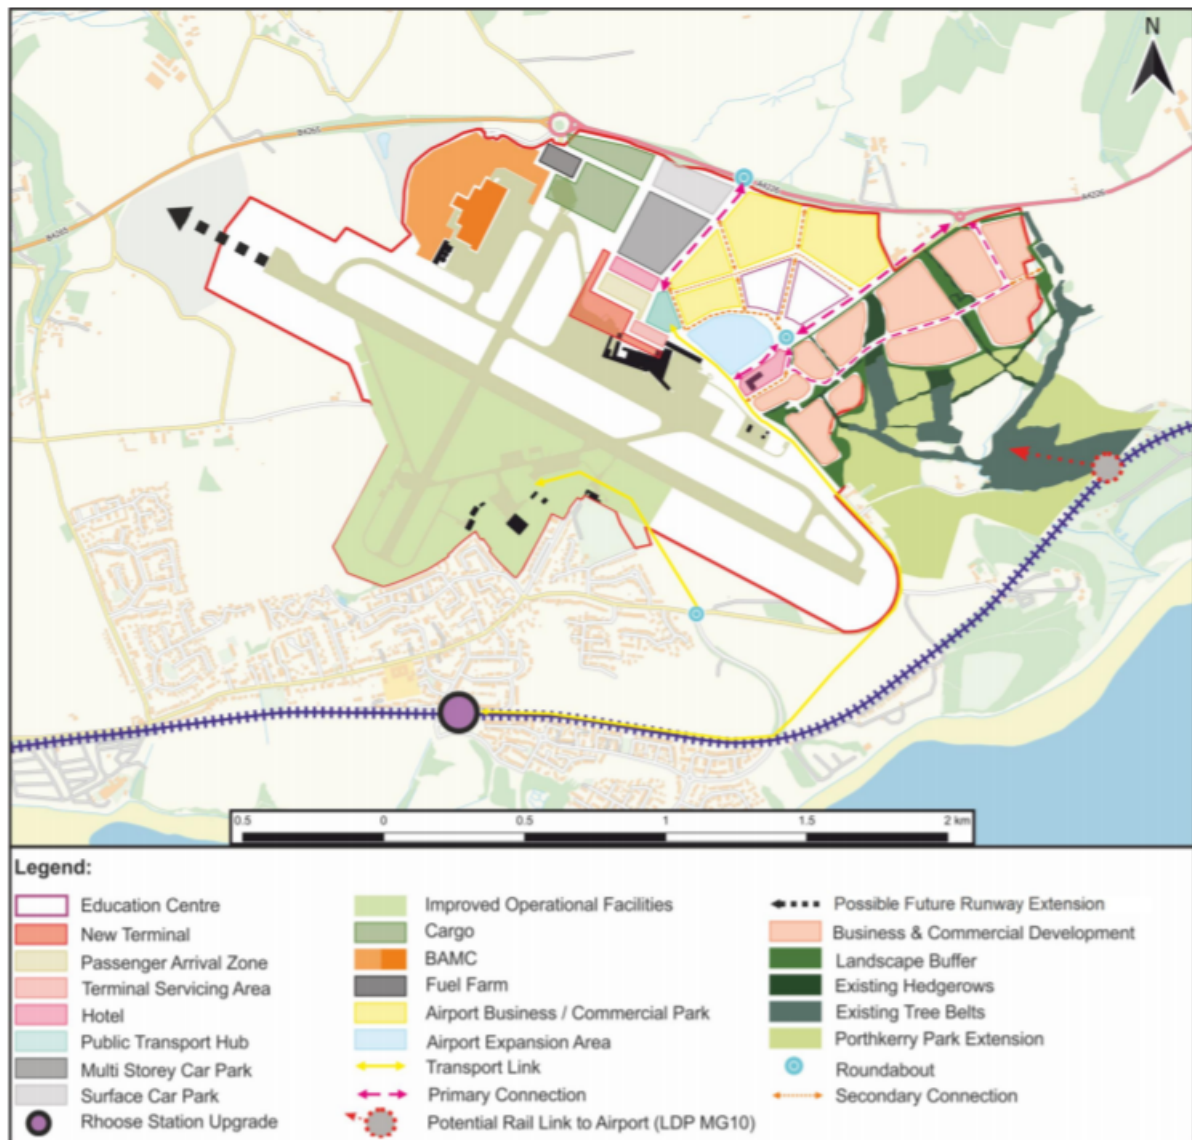 N
B4265
A4226
A4226
B4265
0.5 0 0.5 1 1.5 2 km
Legend:
Education Centre
New Terminal
Passenger Arrival Zone
Terminal Servicing Area
Hotel
Public Transport Hub
Multi Storey Car Park
Surface Car Park
Rhoose Station Upgrade
Improved Operational Facilities
Cargo
BAMC
Fuel Farm
Airport Business / Commercial Park
Airport Expansion Area
Transport Link
Primary Connection
Potential Rail Link to Airport (LDP MG10)
Possible Future Runway Extension
Business & Commercial Development
Landscape Buffer
Existing Hedgerows
Existing Tree Belts
Porthkerry Park Extension
Roundabout
Secondary Connection